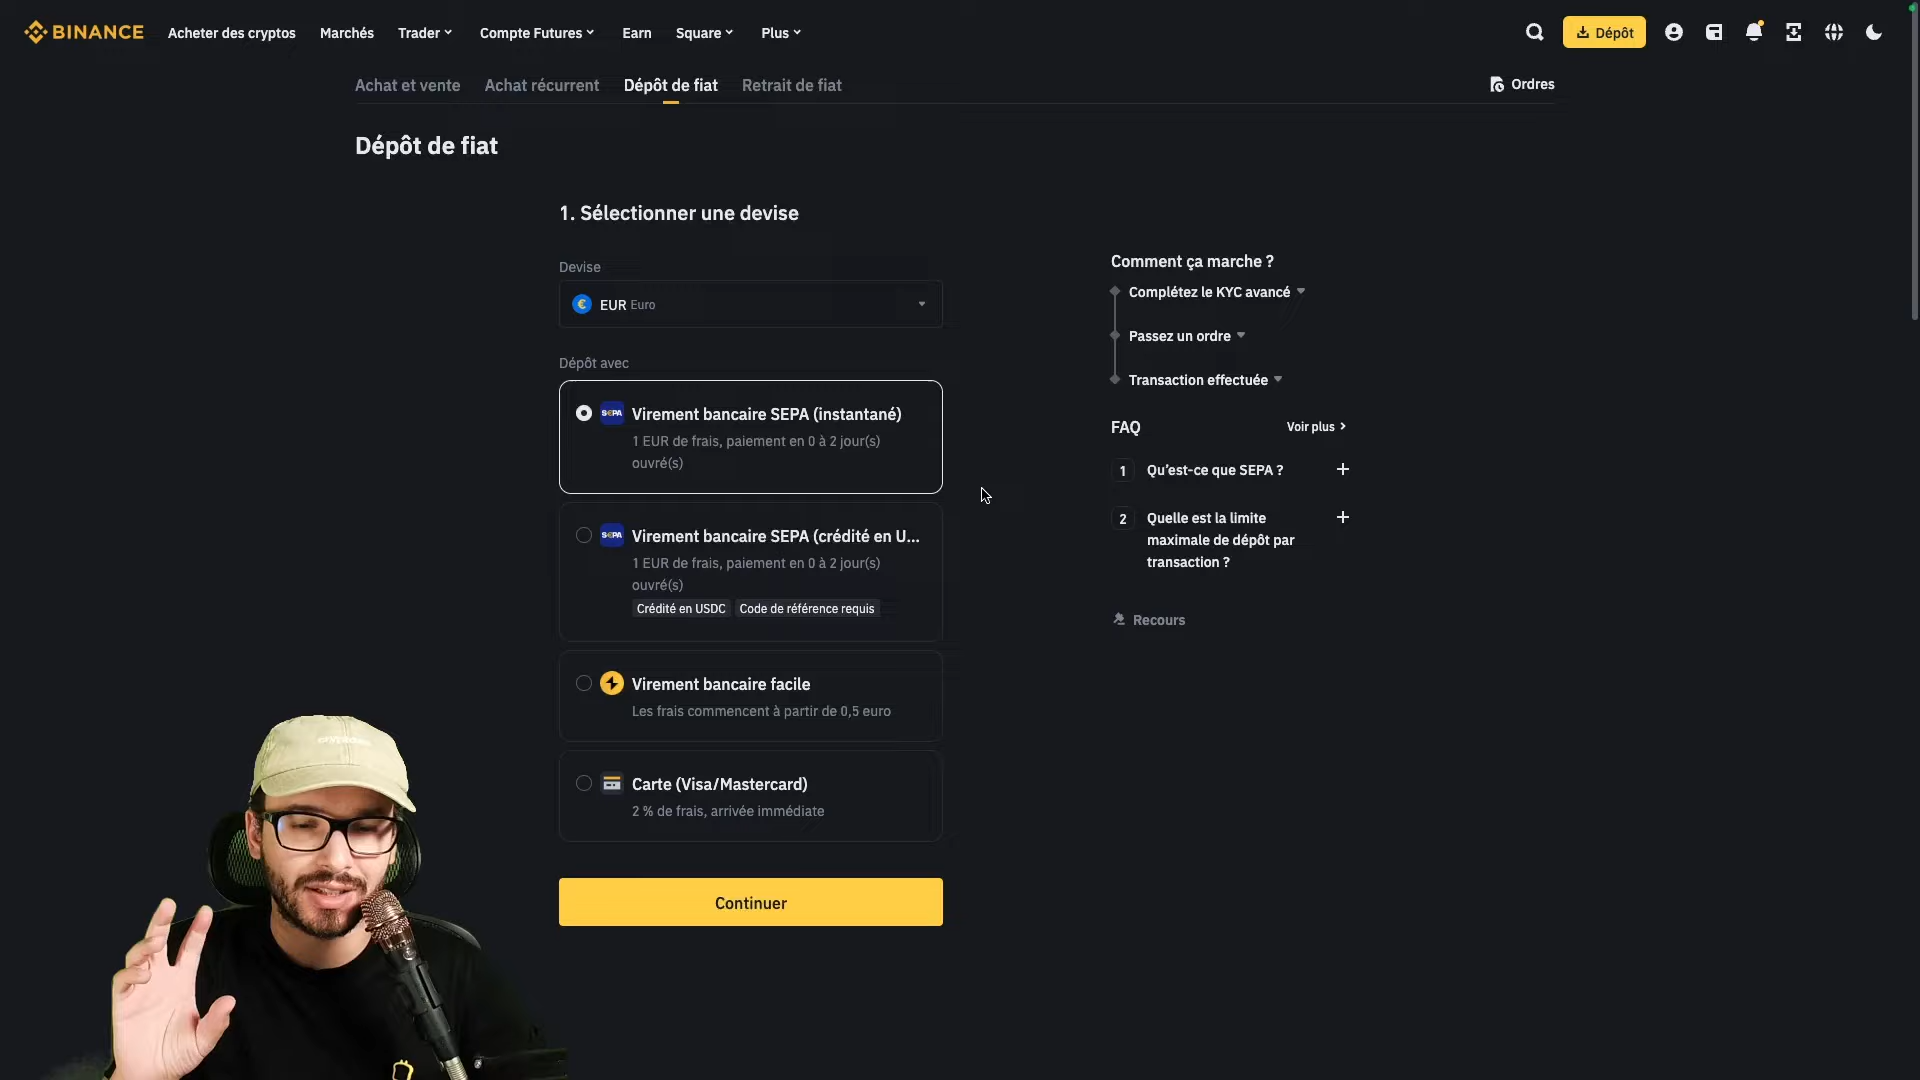 BINANCE
Acheter des cryptos
Marchés
Trader
Compte Futures
Earn
Square
Plus
Dépôt
Achat et vente
Achat récurrent
Dépôt de fiat
Retrait de fiat
Ordres
Dépôt de fiat
1. Sélectionner une devise
Devise
€ EUR Euro
Dépôt avec
SEPA Virement bancaire SEPA (instantané)
1 EUR de frais, paiement en 0 à 2 jour(s)
ouvré(s)
SEPA Virement bancaire SEPA (crédité en U...
1 EUR de frais, paiement en 0 à 2 jour(s)
ouvré(s)
Crédité en USDC
Code de référence requis
Virement bancaire facile
Les frais commencent à partir de 0,5 euro
Carte (Visa/Mastercard)
2 % de frais, arrivée immédiate
Continuer
Comment ça marche ?
Complétez le KYC avancé
Passez un ordre
Transaction effectuée
FAQ
Voir plus
1 Qu'est-ce que SEPA ?
2 Quelle est la limite
maximale de dépôt par
transaction ?
Recours